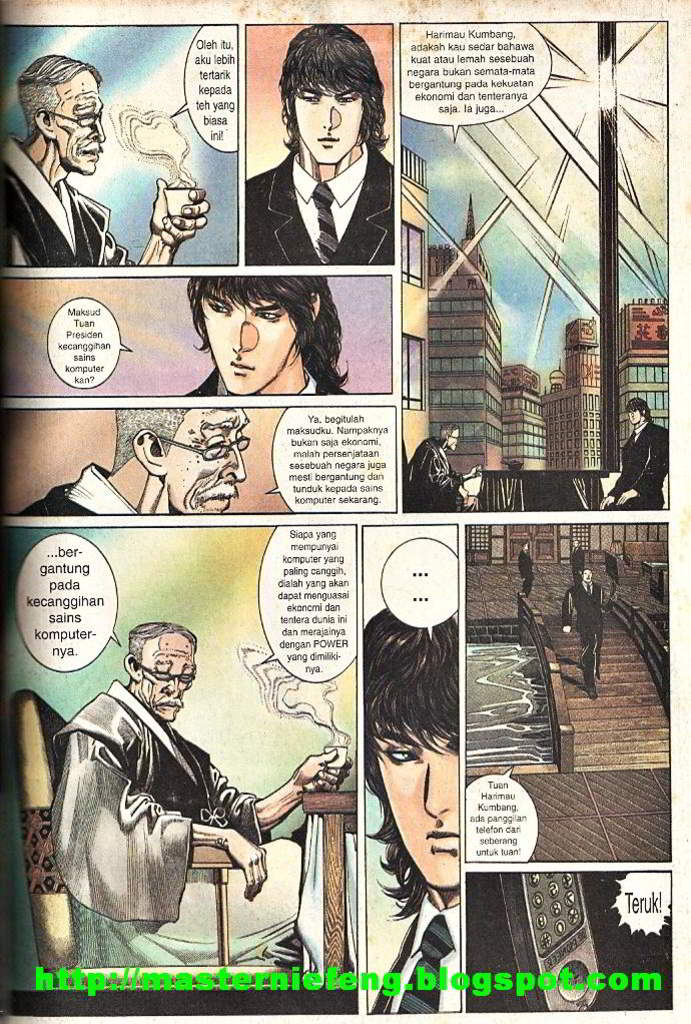 Oleh itu,
aku lebih
tertarik
kepada
teh yang
biasa
ini!
Harimau Kumbang,
adakah kau sedar bahawa
kuat atau lemah sesebuah
negara bukan semata-mata
bergantung pada kekuatan
ekonomi dan tenteranya
saja. Ia juga...
Maksud
Tuan
Presiden
kecanggihan
sains
komputer
kan?
Ya, begitulah
maksudku. Nampaknya
bukan saja ekonomi,
malah persenjataan
sesebuah negara juga
mesti bergantung dan
tunduk kepada sains
komputer sekarang.
...ber-
gantung
pada
kecanggihan
sains
komputer-
nya.
Siapa yang
mempunyai
komputer yang
paling canggih,
dialah yang akan
dapat menguasai
ekoncmi dan
tentera dunia ini
dan merajainya
dengan POWER
yang dimiliki-
nya.
...
...
Tuan
Harimau
Kumbang,
ada panggilan
telefon dari
seberang
untuk tuan!
Teruk!
http://masterniefeng.blogspot.com